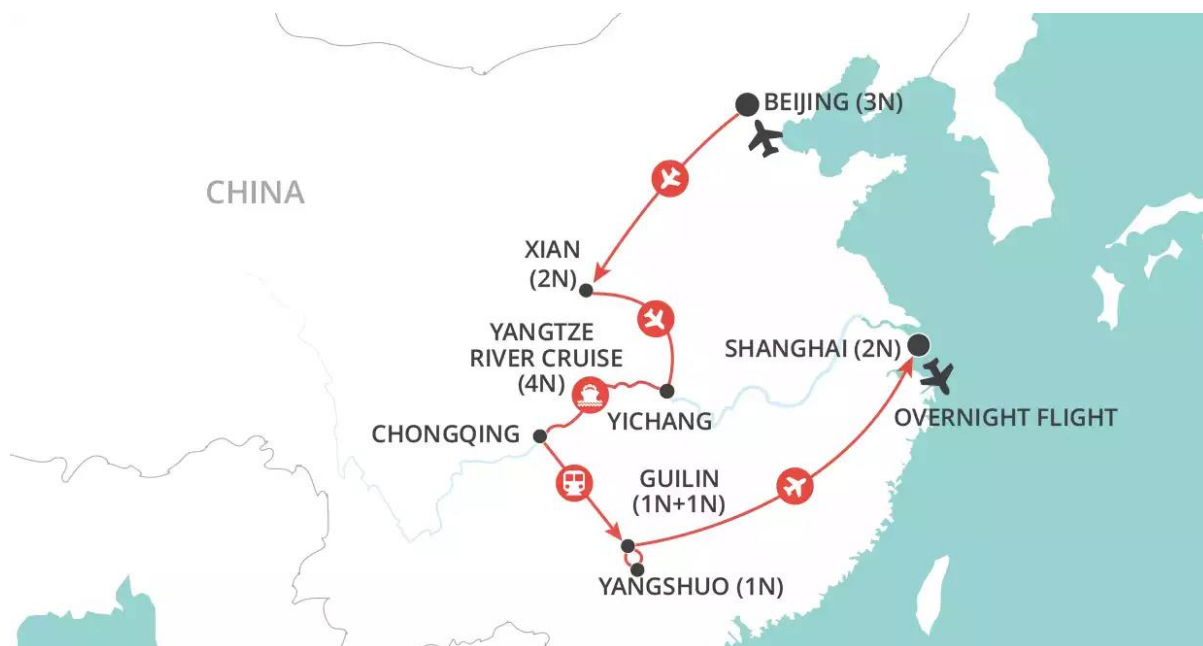 BEIJING (3N)
CHINA
XIAN
(2N)
YANGTZE
RIVER CRUISE
(4N)
SHANGHAI (2N)
YICHANG
CHONGQING
OVERNIGHT FLIGHT
GUILIN
(1N+1N)
YANGSHUO (1N)